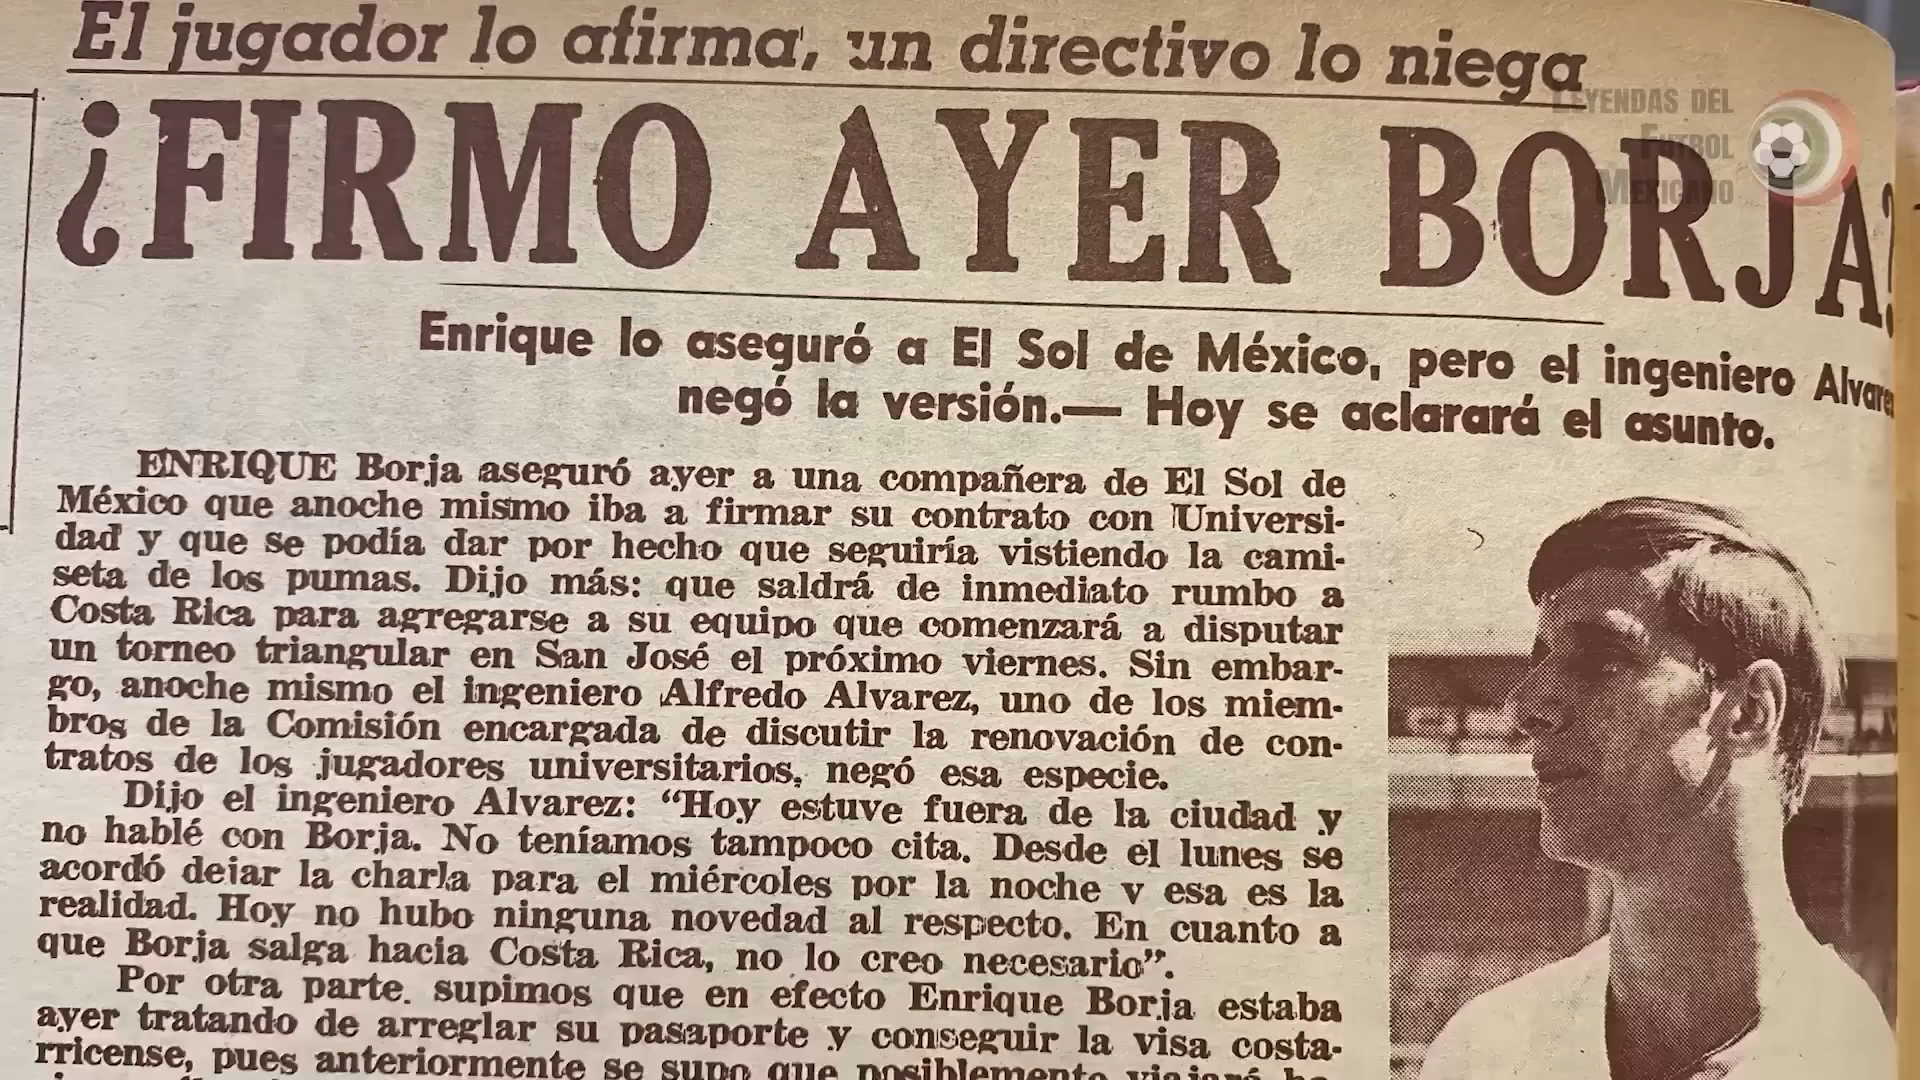 El jugador lo afirma, un directivo lo niega
¿FIRMO AYER BORJA?
LEYENDAS DEL
FUTBOL
MEXICANO
Enrique lo aseguró a El Sol de México, pero el ingeniero Alvarez
negó la versión.— Hoy se aclarará el asunto.
ENRIQUE Borja aseguró ayer a una compañera de El Sol de
México que anoche mismo iba a firmar su contrato con Universi-
dad y que se podía dar por hecho que seguiría vistiendo la cami-
seta de los pumas. Dijo más: que saldrá de inmediato rumbo a
Costa Rica para agregarse a su equipo que comenzará a disputar
un torneo triangular en San José el próximo viernes. Sin embar-
go, anoche mismo el ingeniero Alfredo Alvarez, uno de los miem-
bros de la Comisión encargada de discutir la renovación de con-
tratos de los jugadores universitarios, negó esa especie.
Dijo el ingeniero Alvarez: “Hoy estuve fuera de la ciudad y
no hablé con Borja. No teníamos tampoco cita. Desde el lunes se
acordó dejar la charla para el miércoles por la noche y esa es la
realidad. Hoy no hubo ninguna novedad al respecto. En cuanto a
que Borja salga hacia Costa Rica, no lo creo necesario”.
Por otra parte, supimos que en efecto Enrique Borja estaba
ayer tratando de arreglar su pasaporte y conseguir la visa costa-
rricense, pues anteriormente se supo que posiblemente viajará